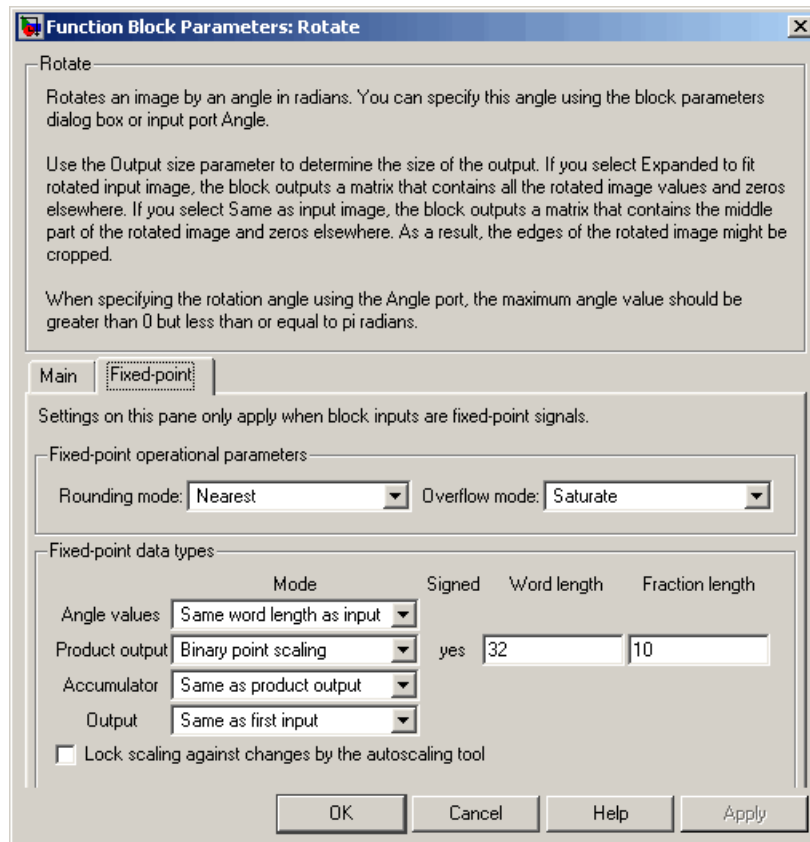 Function Block Parameters: Rotate
Rotate
Rotates an image by an angle in radians. You can specify this angle using the block parameters
dialog box or input port Angle.
Use the Output size parameter to determine the size of the output. If you select Expanded to fit
rotated input image, the block outputs a matrix that contains all the rotated image values and zeros
elsewhere. If you select Same as input image, the block outputs a matrix that contains the middle
part of the rotated image and zeros elsewhere. As a result, the edges of the rotated image might be
cropped.
When specifying the rotation angle using the Angle port, the maximum angle value should be
greater than 0 but less than or equal to pi radians.
Main Fixed-point
Settings on this pane only apply when block inputs are fixed-point signals.
Fixed-point operational parameters
Rounding mode: Nearest Overflow mode: Saturate
Fixed-point data types
Mode Signed Word length Fraction length
Angle values Same word length as input
Product output Binary point scaling yes 32 10
Accumulator Same as product output
Output Same as first input
Lock scaling against changes by the autoscaling tool
OK Cancel Help Apply